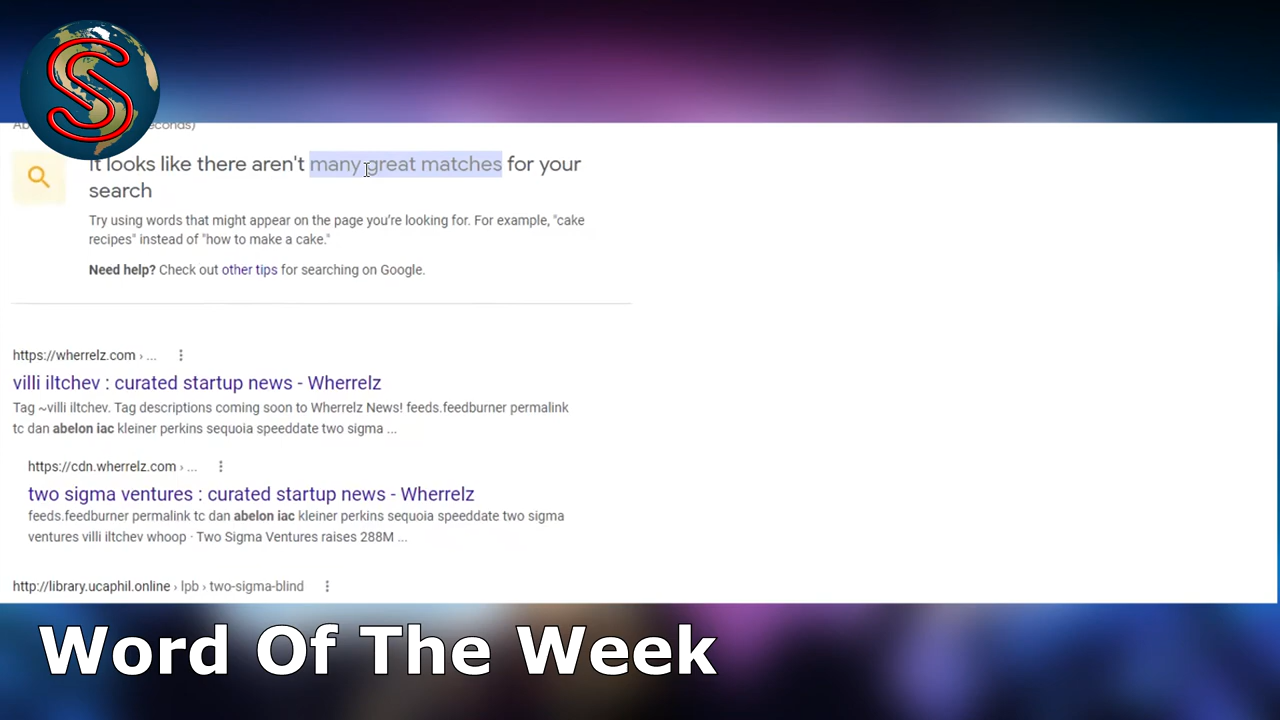 S
It looks like there aren't many great matches for your
search
Try using words that might appear on the page you're looking for. For example, "cake
recipes" instead of "how to make a cake."
Need help? Check out other tips for searching on Google.
https://wherrelz.com › ...
villi iltchev : curated startup news - Wherrelz
Tag ~villi iltchev. Tag descriptions coming soon to Wherrelz News! feeds.feedburner permalink
tc dan abelon iac kleiner perkins sequoia speeddate two sigma ...
https://cdn.wherrelz.com › ...
two sigma ventures : curated startup news - Wherrelz
feeds.feedburner permalink tc dan abelon iac kleiner perkins sequoia speeddate two sigma
ventures villi iltchev whoop · Two Sigma Ventures raises 288M ...
http://library.ucaphil.online › lpb › two-sigma-blind
Word Of The Week